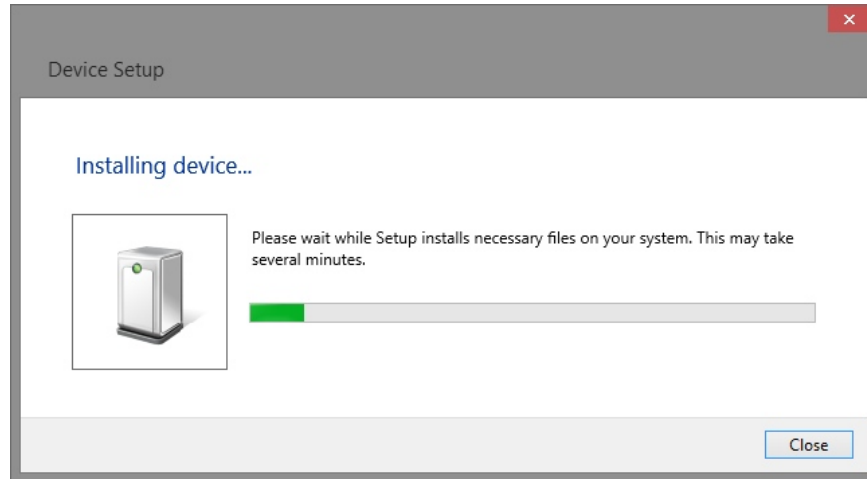 Device Setup
Installing device...
Please wait while Setup installs necessary files on your system. This may take
several minutes.
Close